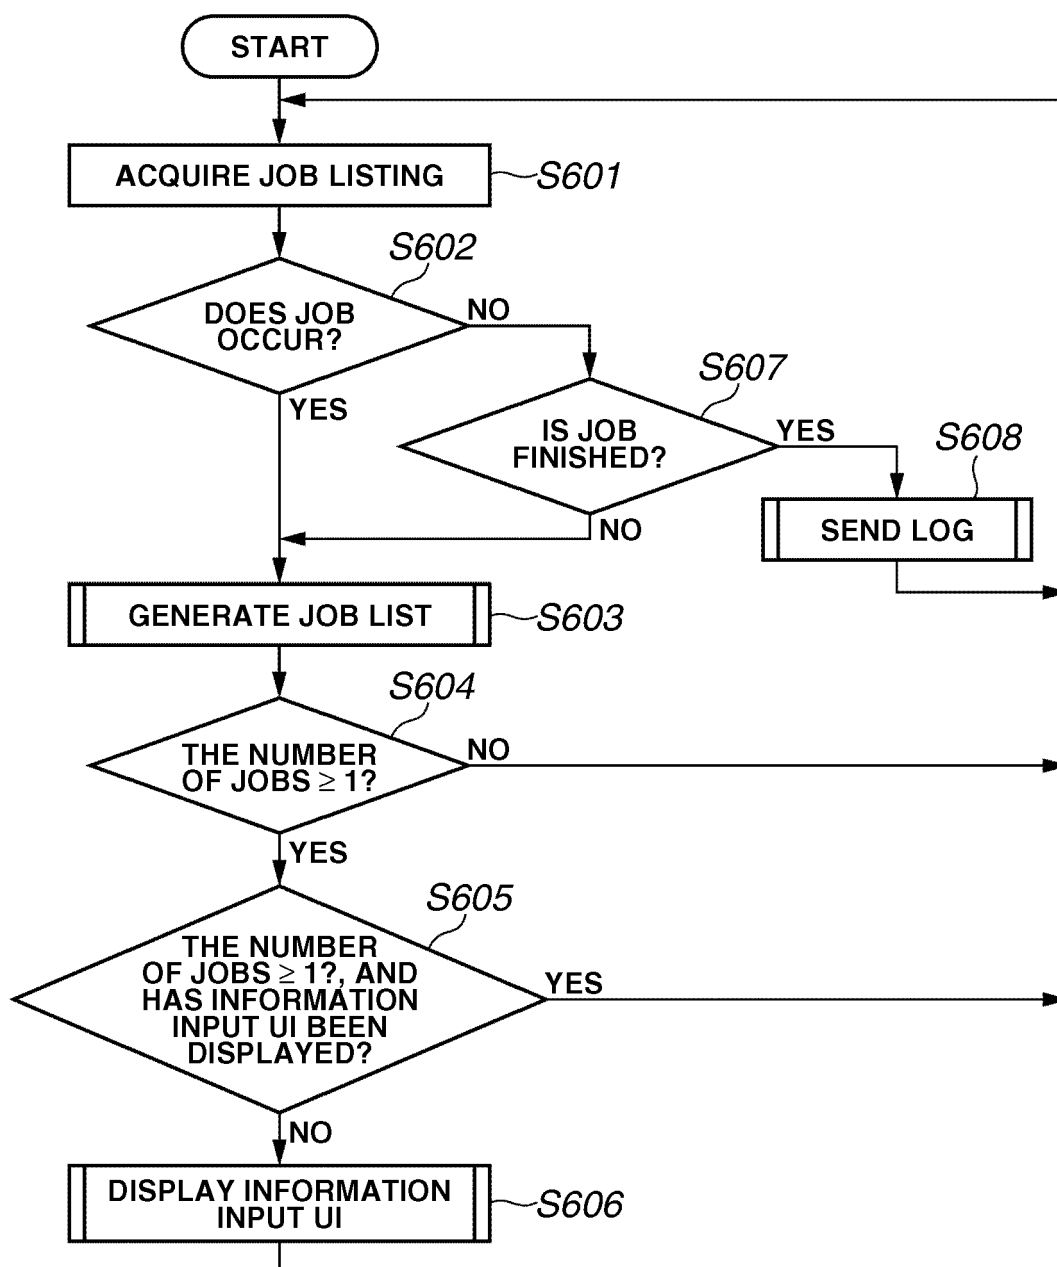 START
ACQUIRE JOB LISTING
S601
S602
DOES JOB
OCCUR?
NO
YES
S607
IS JOB
FINISHED?
YES
NO
S608
SEND LOG
GENERATE JOB LIST
S603
S604
THE NUMBER
OF JOBS ≥ 1?
NO
YES
S605
THE NUMBER
OF JOBS ≥ 1?, AND
HAS INFORMATION
INPUT UI BEEN
DISPLAYED?
YES
NO
DISPLAY INFORMATION
INPUT UI
S606